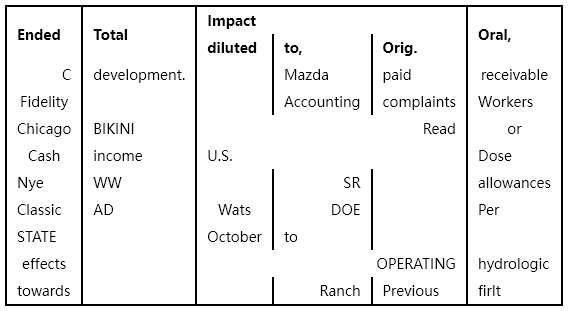 Ended Total Impact diluted to, Orig. Oral,
C development. Mazda paid receivable
Fidelity Accounting complaints Workers
Chicago BIKINI Read or
Cash income U.S. Dose
Nye WW SR allowances
Classic AD Wats DOE Per
STATE October to
effects OPERATING hydrologic
towards Ranch Previous firlt